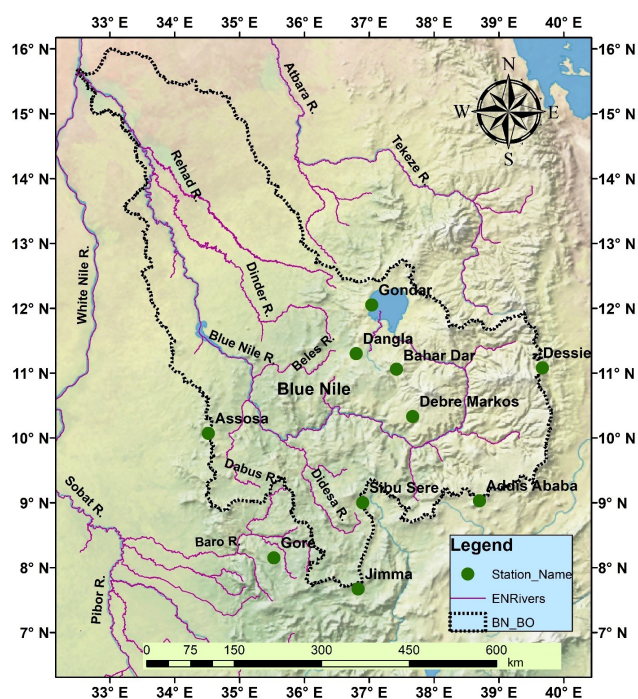 33° E 34° E 35° E 36° E 37° E 38° E 39° E 40° E
16° N 16° N
15° N 15° N
14° N 14° N
13° N 13° N
12° N 12° N
11° N 11° N
10° N 10° N
9° N 9° N
8° N 8° N
7° N 7° N
N
W E
S
Atbara R.
Tekeze R.
Rehad R.
White Nile R.
Dinder R.
Gondar
Blue Nile R.
Beles R.
Dangla
Bahar Dar
Dessie
Blue Nile
Debre Markos
Assosa
Dabus R.
Didesa R.
Sibu Sere
Addis Ababa
Sobat R.
Baro R.
Gore
Jimma
Pibor R.
Legend
Station_Name
ENRivers
BN_BO
0 75 150 300 450 600
km
33° E 34° E 35° E 36° E 37° E 38° E 39° E 40° E